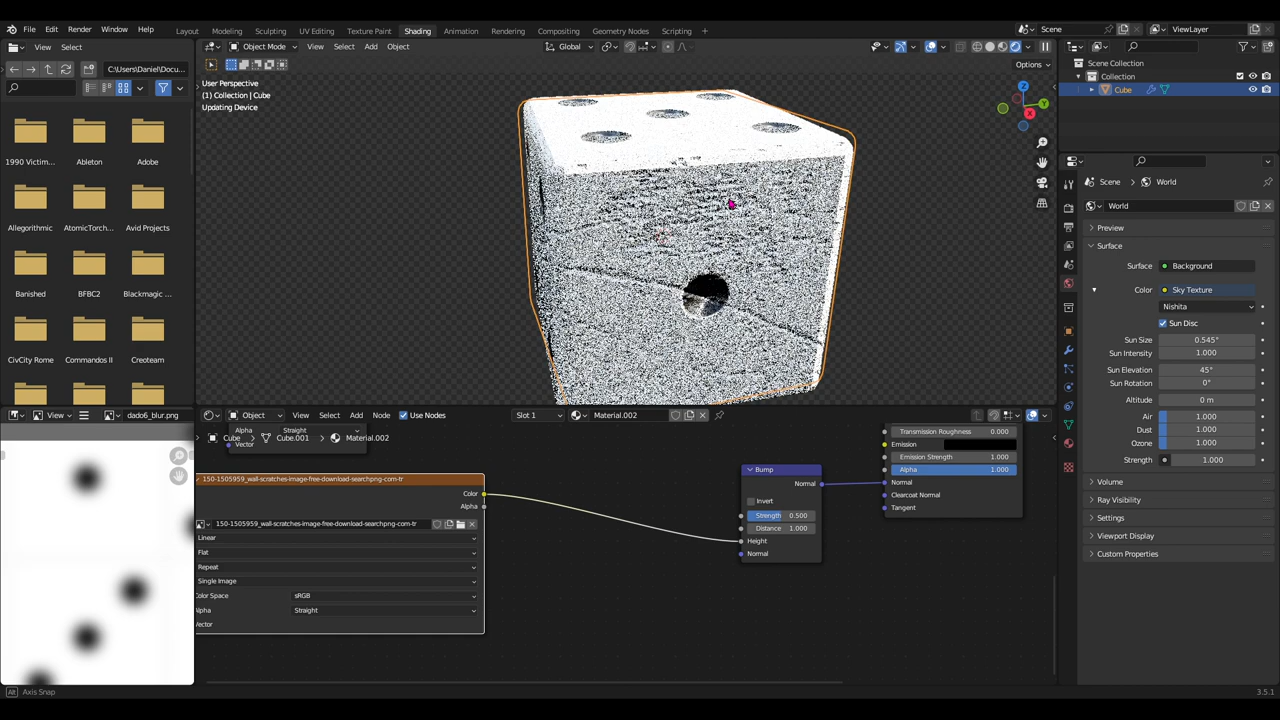 File Edit Render Window Help Layout Modeling Sculpting UV Editing Texture Paint Shading Animation Rendering Compositing Geometry Nodes Scripting + Scene ViewLayer
View Select Object Mode View Select Add Object Global
C:\Users\Daniel\Docu... Options
User Perspective
(1) Collection | Cube
Updating Device
Z
Y
X
1990 Victim... Ableton Adobe
Allegorithmic AtomicTorch... Avid Projects
Banished BFBC2 Blackmagic ...
CivCity Rome Commandos II Creoteam
Scene Collection
Collection
Cube
Scene > World
World
Preview
Surface
Surface Background
Color Sky Texture
Nishita
Sun Disc
Sun Size 0.545°
Sun Intensity 1.000
Sun Elevation 45°
Sun Rotation 0°
Altitude 0 m
Air 1.000
Dust 1.000
Ozone 1.000
Strength 1.000
Volume
Ray Visibility
Settings
Viewport Display
Custom Properties
View dado6_blur.png
Object View Select Add Node Use Nodes Slot 1 Material.002
Alpha Straight
Cube > Cube.001 > Material.002
Vector
150-1505959_wall-scratches-image-free-download-searchpng-com-tr
Color
Alpha
150-1505959_wall-scratches-image-free-download-searchpng-com-tr
Linear
Flat
Repeat
Single Image
Color Space sRGB
Alpha Straight
Vector
Bump
Normal
Invert
Strength 0.500
Distance 1.000
Height
Normal
Transmission Roughness 0.000
Emission
Emission Strength 1.000
Alpha 1.000
Normal
Clearcoat Normal
Tangent
Alt Axis Snap
3.5.1